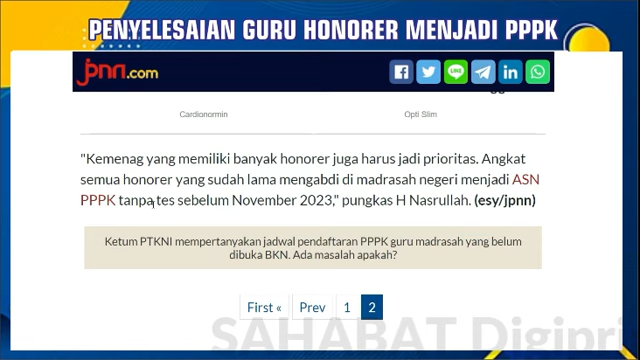 PENYELESAIAN GURU HONORER MENJADI PPPK
jpnn.com
Cardionormin
Opti Slim
"Kemenag yang memiliki banyak honorer juga harus jadi prioritas. Angkat
semua honorer yang sudah lama mengabdi di madrasah negeri menjadi ASN
PPPK tanpa tes sebelum November 2023," pungkas H Nasrullah. (esy/jpnn)
Ketum PTKNI mempertanyakan jadwal pendaftaran PPPK guru madrasah yang belum
dibuka BKN. Ada masalah apakah?
First « Prev 1 2
SAHABAT Digipri